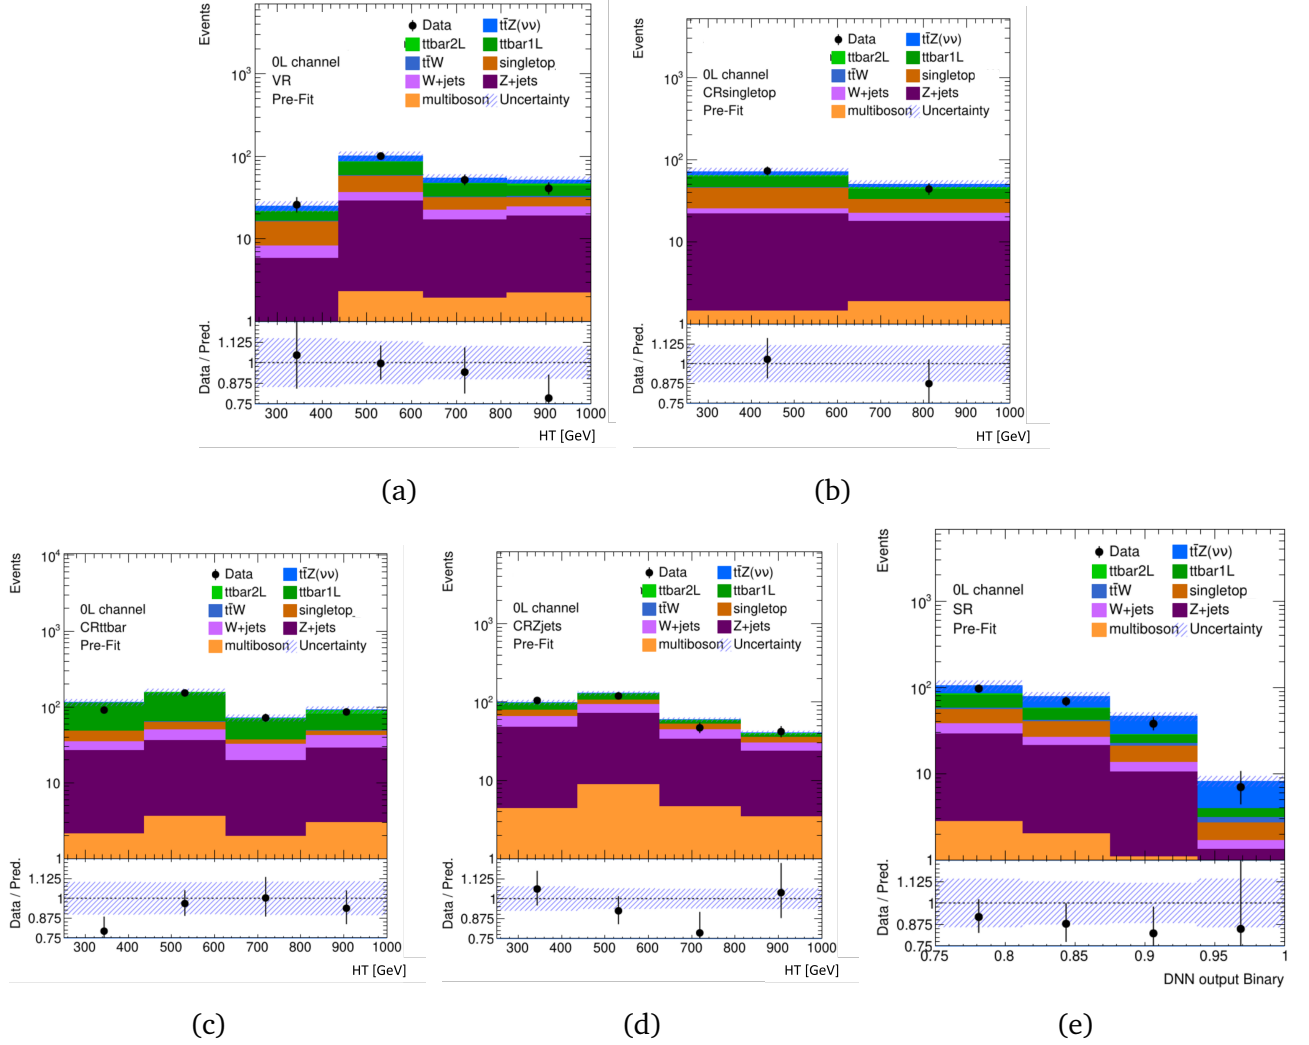 Events
Data
tt̄Z(νν)
ttbar2L
ttbar1L
0L channel
tt̄W
singletop
VR
W+jets
Z+jets
Pre-Fit
multiboson
Uncertainty
10³
10²
10
1
Data / Pred.
1.125
1
0.875
0.75
300 400 500 600 700 800 900 1000
HT [GeV]
(a)
Events
Data
tt̄Z(νν)
ttbar2L
ttbar1L
0L channel
tt̄W
singletop
CRsingletop
W+jets
Z+jets
Pre-Fit
multiboson
Uncertainty
10³
10²
10
1
Data / Pred.
1.125
1
0.875
0.75
300 400 500 600 700 800 900 1000
HT [GeV]
(b)
Events
10⁴
Data
tt̄Z(νν)
ttbar2L
ttbar1L
0L channel
tt̄W
singletop
CRttbar
W+jets
Z+jets
Pre-Fit
multiboson
Uncertainty
10³
10²
10
1
Data / Pred.
1.125
1
0.875
0.75
300 400 500 600 700 800 900 1000
HT [GeV]
(c)
Events
Data
tt̄Z(νν)
ttbar2L
ttbar1L
0L channel
tt̄W
singletop
CRZjets
W+jets
Z+jets
Pre-Fit
multiboson
Uncertainty
10³
10²
10
1
Data / Pred.
1.125
1
0.875
0.75
300 400 500 600 700 800 900 1000
HT [GeV]
(d)
Events
Data
tt̄Z(νν)
ttbar2L
ttbar1L
0L channel
tt̄W
singletop
SR
W+jets
Z+jets
Pre-Fit
multiboson
Uncertainty
10³
10²
10
1
Data / Pred.
1.125
1
0.875
0.75
0.75 0.8 0.85 0.9 0.95 1
DNN output Binary
(e)